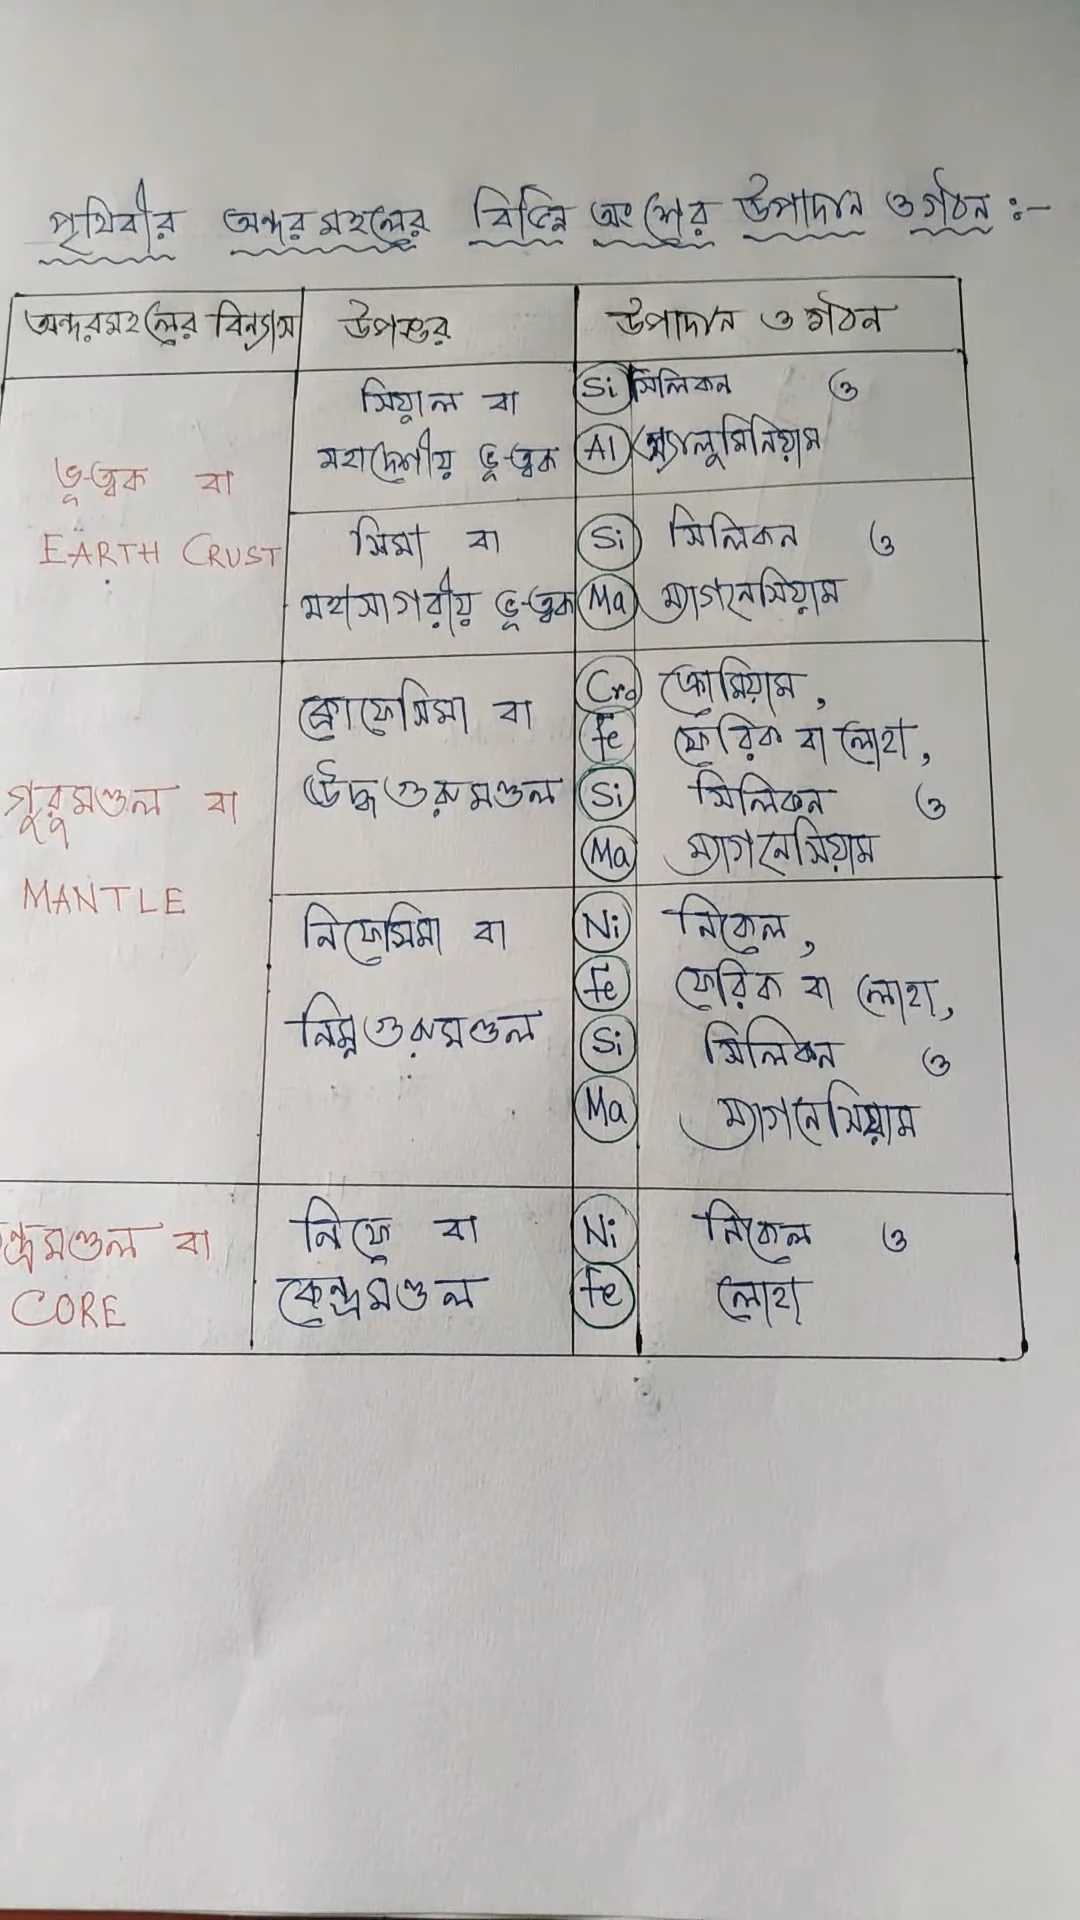 পৃথিবীর অন্দরমহলের বিভিন্ন অংশের উপাদান ও গঠন :-
অন্দরমহলের বিন্যাস উপস্তর উপাদান ও গঠন
সিয়াল বা Si সিলিকন ও
মহাদেশীয় ভূ-ত্বক Al অ্যালুমিনিয়াম
ভূ-ত্বক বা
EARTH CRUST
সিমা বা Si সিলিকন ও
মহাসাগরীয় ভূ-ত্বক Ma ম্যাগনেসিয়াম
ক্রোফেসিমা বা Cro ক্রোমিয়াম,
Fe ফেরিক বা লোহা,
গুরুমণ্ডল বা
MANTLE
ঊর্দ্ধ গুরুমণ্ডল Si সিলিকন ও
Ma ম্যাগনেসিয়াম
নিফেসিমা বা Ni নিকেল,
Fe ফেরিক বা লোহা,
নিম্ন গুরুমণ্ডল Si সিলিকন ও
Ma ম্যাগনেসিয়াম
ন্দ্রমণ্ডল বা
CORE
নিফে বা Ni নিকেল ও
কেন্দ্রমণ্ডল Fe লোহা